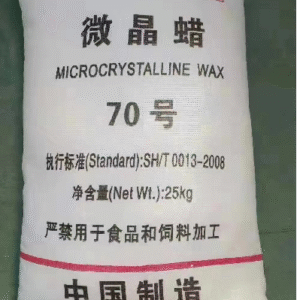 微晶蜡
MICROCRYSTALLINE WAX
70号
执行标准(Standard):SH/T 0013-2008
净含量(Net Wt.):25kg
严禁用于食品和饲料加工
中国制造